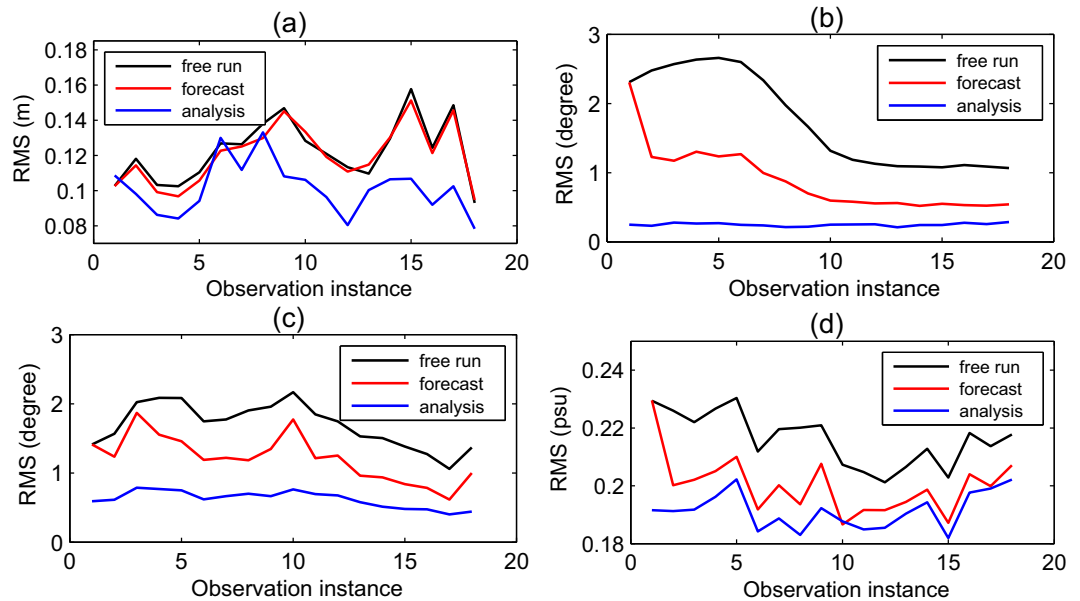 (a)
RMS (m)
0.18
0.16
0.14
0.12
0.1
0.08
free run
forecast
analysis
0 5 10 15 20
Observation instance
(b)
RMS (degree)
3
2
1
0
free run
forecast
analysis
0 5 10 15 20
Observation instance
(c)
RMS (degree)
3
2
1
0
free run
forecast
analysis
0 5 10 15 20
Observation instance
(d)
RMS (psu)
0.24
0.22
0.2
0.18
free run
forecast
analysis
0 5 10 15 20
Observation instance